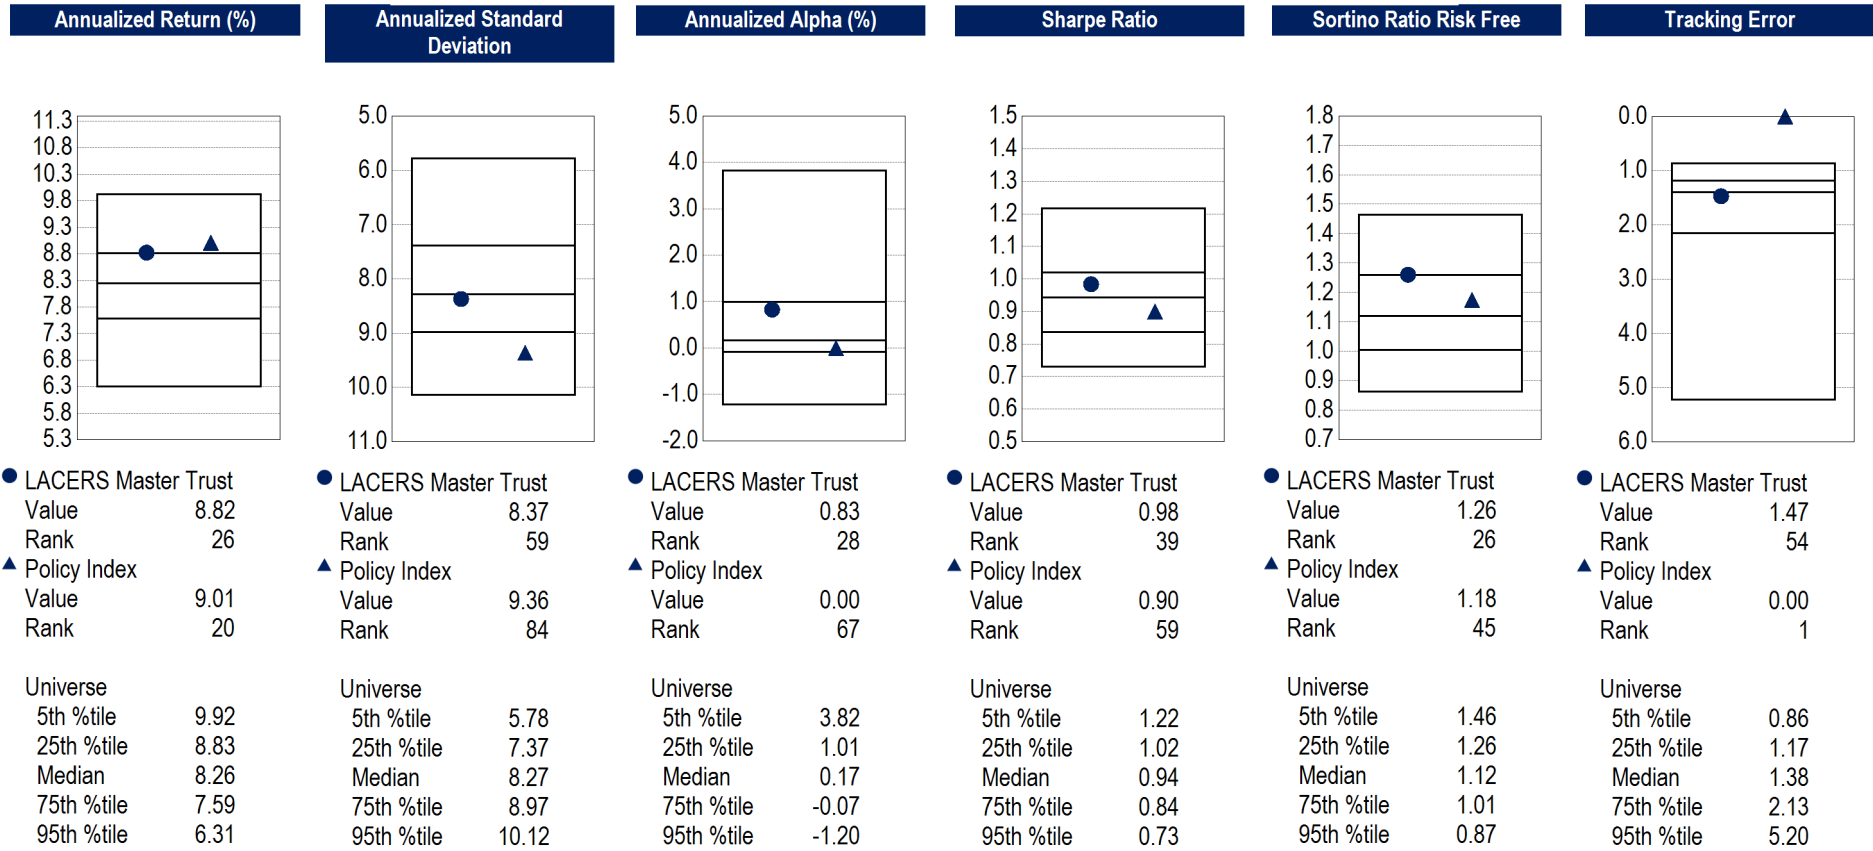 Annualized Return (%)
11.3
10.8
10.3
9.8
9.3
8.8
8.3
7.8
7.3
6.8
6.3
5.8
5.3
LACERS Master Trust
Value 8.82
Rank 26
Policy Index
Value 9.01
Rank 20
Universe
5th %tile 9.92
25th %tile 8.83
Median 8.26
75th %tile 7.59
95th %tile 6.31
Annualized Standard
Deviation
5.0
6.0
7.0
8.0
9.0
10.0
11.0
LACERS Master Trust
Value 8.37
Rank 59
Policy Index
Value 9.36
Rank 84
Universe
5th %tile 5.78
25th %tile 7.37
Median 8.27
75th %tile 8.97
95th %tile 10.12
Annualized Alpha (%)
5.0
4.0
3.0
2.0
1.0
0.0
-1.0
-2.0
LACERS Master Trust
Value 0.83
Rank 28
Policy Index
Value 0.00
Rank 67
Universe
5th %tile 3.82
25th %tile 1.01
Median 0.17
75th %tile -0.07
95th %tile -1.20
Sharpe Ratio
1.5
1.4
1.3
1.2
1.1
1.0
0.9
0.8
0.7
0.6
0.5
LACERS Master Trust
Value 0.98
Rank 39
Policy Index
Value 0.90
Rank 59
Universe
5th %tile 1.22
25th %tile 1.02
Median 0.94
75th %tile 0.84
95th %tile 0.73
Sortino Ratio Risk Free
1.8
1.7
1.6
1.5
1.4
1.3
1.2
1.1
1.0
0.9
0.8
0.7
LACERS Master Trust
Value 1.26
Rank 26
Policy Index
Value 1.18
Rank 45
Universe
5th %tile 1.46
25th %tile 1.26
Median 1.12
75th %tile 1.01
95th %tile 0.87
Tracking Error
0.0
1.0
2.0
3.0
4.0
5.0
6.0
LACERS Master Trust
Value 1.47
Rank 54
Policy Index
Value 0.00
Rank 1
Universe
5th %tile 0.86
25th %tile 1.17
Median 1.38
75th %tile 2.13
95th %tile 5.20